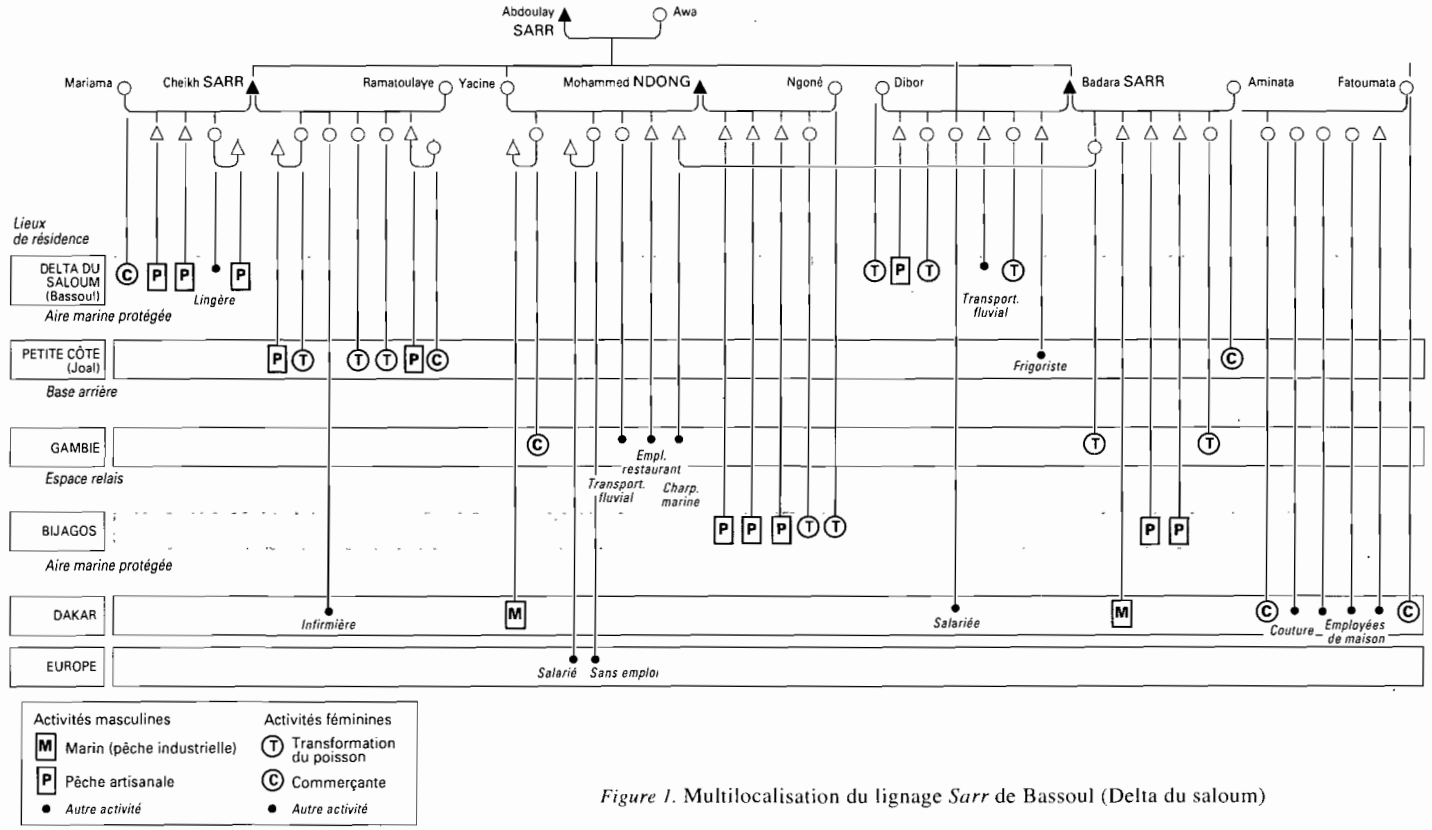 Abdoulay
SARR
Awa
Mariama
Cheikh SARR
Ramatoulaye
Yacine
Mohammed NDONG
Ngoné
Dibor
Badara SARR
Aminata
Fatoumata
Lieux
de résidence
DELTA DU
SALOUM
(Bassoul)
C P P P T P T T
Lingère
Transport.
fluvial
Aire marine protégée
PETITE CÔTE
(Joal)
P T T T P C C
Frigoriste
Base arrière
GAMBIE
C T T
Empl.
restaurant
Transport.
fluvial
Charp.
marine
Espace relais
BIJAGOS
P P P T T P P
Aire marine protégée
DAKAR
M M C C
Infirmière
Salariée
Couture
Employées
de maison
EUROPE
Salarié
Sans emploi
Activités masculines
M Marin (pêche industrielle)
P Pêche artisanale
Autre activité
Activités féminines
T Transformation
du poisson
C Commerçante
Autre activité
Figure 1. Multilocalisation du lignage Sarr de Bassoul (Delta du saloum)